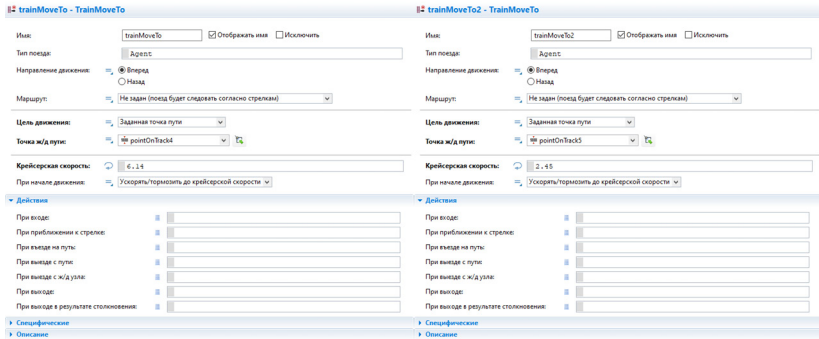 trainMoveTo - TrainMoveTo
Имя: trainMoveTo Отображать имя Исключить
Тип поезда: Agent
Направление движения: Вперед
Назад
Маршрут: Не задан (поезд будет следовать согласно стрелкам)
Цель движения: Заданная точка пути
Точка ж/д пути: pointOnTrack4
Крейсерская скорость: 6.14
При начале движения: Ускорять/тормозить до крейсерской скорости
Действия
При входе:
При приближении к стрелке:
При въезде на путь:
При выезде с пути:
При выезде с ж/д узла:
При выходе:
При выходе в результате столкновения:
Специфические
Описание
trainMoveTo2 - TrainMoveTo
Имя: trainMoveTo2 Отображать имя Исключить
Тип поезда: Agent
Направление движения: Вперед
Назад
Маршрут: Не задан (поезд будет следовать согласно стрелкам)
Цель движения: Заданная точка пути
Точка ж/д пути: pointOnTrack5
Крейсерская скорость: 2.45
При начале движения: Ускорять/тормозить до крейсерской скорости
Действия
При входе:
При приближении к стрелке:
При въезде на путь:
При выезде с пути:
При выезде с ж/д узла:
При выходе:
При выходе в результате столкновения:
Специфические
Описание